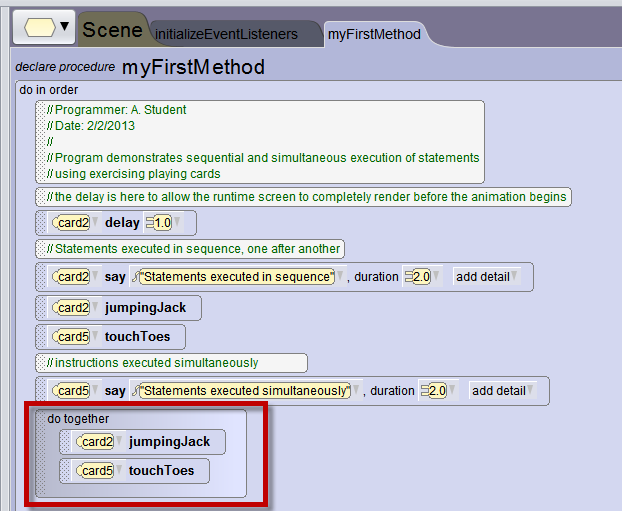 Scene initializeEventListeners myFirstMethod
declare procedure myFirstMethod
do in order
// Programmer: A. Student
// Date: 2/2/2013
//
// Program demonstrates sequential and simultaneous execution of statements
// using exercising playing cards
// the delay is here to allow the runtime screen to completely render before the animation begins
card2 delay 1.0
// Statements executed in sequence, one after another
card2 say "Statements executed in sequence" , duration 2.0 add detail
card2 jumpingJack
card5 touchToes
// instructions executed simultaneously
card5 say "Statements executed simultaneously" , duration 2.0 add detail
do together
card2 jumpingJack
card5 touchToes